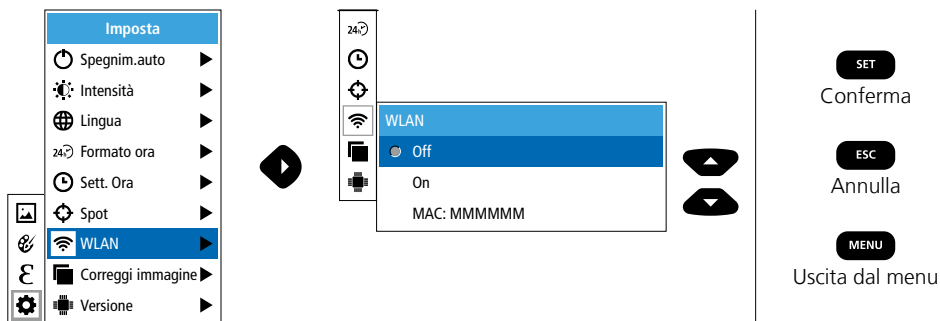 Imposta
Spegnim.auto
Intensità
Lingua
24h Formato ora
Sett. Ora
Spot
WLAN
Correggi immagine
Versione
24h
WLAN
Off
On
MAC: MMMMMM
SET
Conferma
ESC
Annulla
MENU
Uscita dal menu